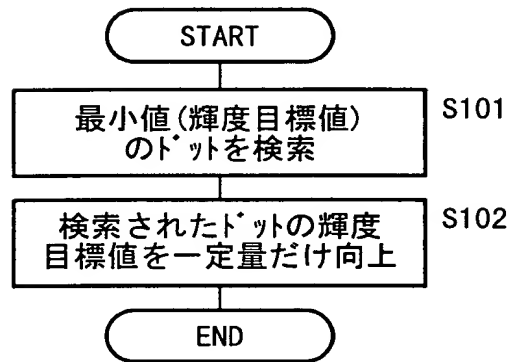 START
最小値(輝度目標値)
のﾄﾞｯﾄを検索
S101
検索されたﾄﾞｯﾄの輝度
目標値を一定量だけ向上
S102
END